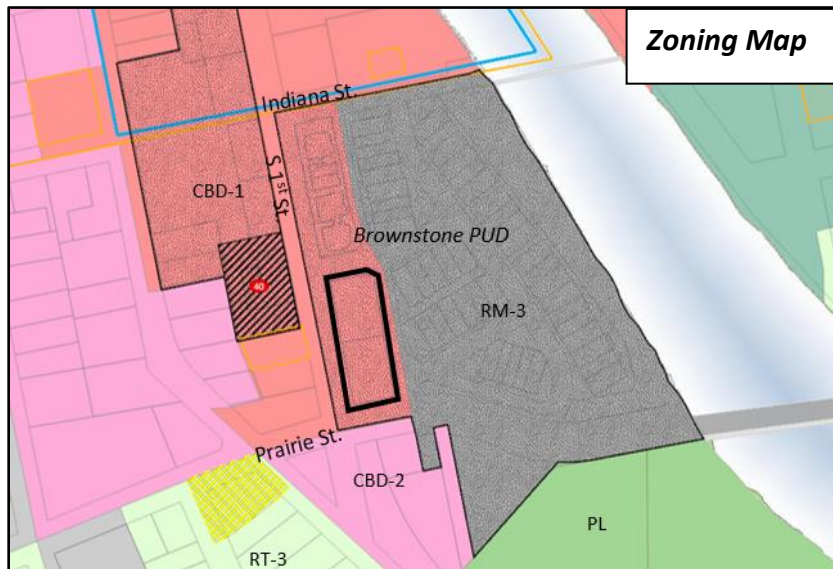 Zoning Map
Indiana St.
CBD-1
S 1st St.
Brownstone PUD
40
RM-3
Prairie St.
CBD-2
PL
RT-3